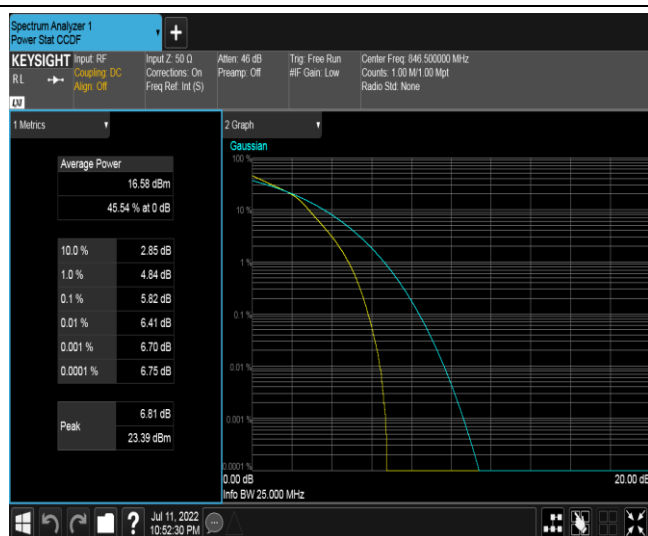 Spectrum Analyzer 1
Power Stat CCDF
+
KEYSIGHT
RL
LXI
Input: RF
Coupling: DC
Align: Off
Input Z: 50 Ω
Corrections: On
Freq Ref: Int (S)
Atten: 46 dB
Preamp: Off
Trig: Free Run
#IF Gain: Low
Center Freq: 846.500000 MHz
Counts: 1.00 M/1.00 Mpt
Radio Std: None
1 Metrics
Average Power
16.58 dBm
45.54 % at 0 dB
10.0 % 2.85 dB
1.0 % 4.84 dB
0.1 % 5.82 dB
0.01 % 6.41 dB
0.001 % 6.70 dB
0.0001 % 6.75 dB
Peak
6.81 dB
23.39 dBm
2 Graph
Gaussian
100 %
10 %
1 %
0.1 %
0.01 %
0.001 %
0.0001 %
0.00 dB
20.00 dB
Info BW 25.000 MHz
?
Jul 11, 2022
10:52:30 PM